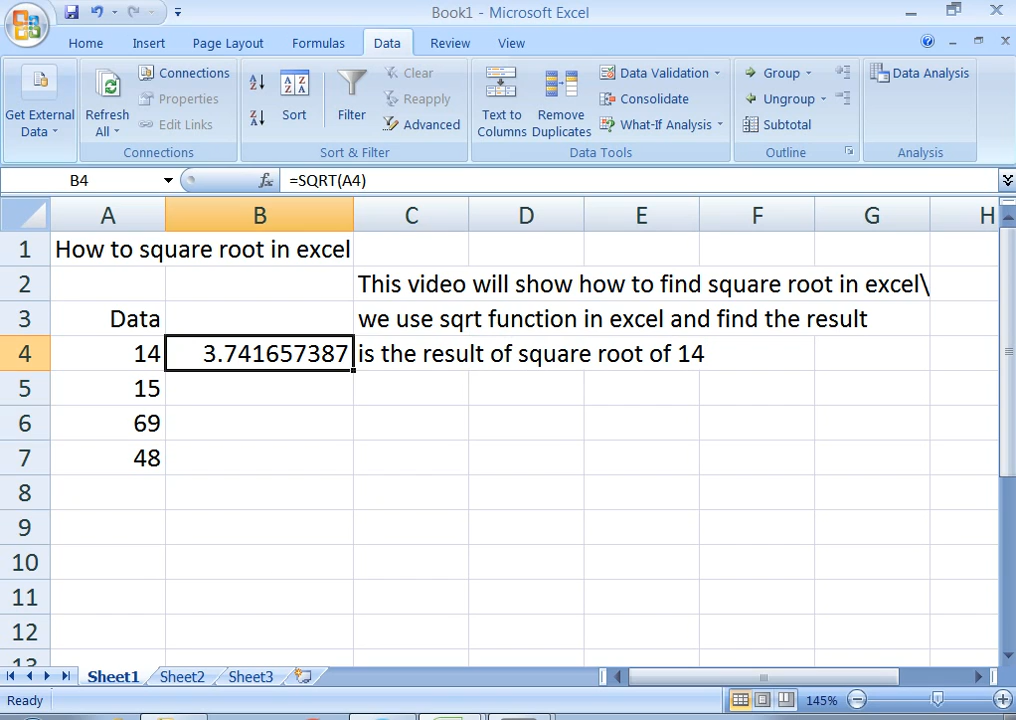 Book1 - Microsoft Excel
Home Insert Page Layout Formulas Data Review View
Get External Data
Refresh All
Connections
Properties
Edit Links
Connections
Sort
Filter
Clear
Reapply
Advanced
Sort & Filter
Text to Columns
Remove Duplicates
Data Validation
Consolidate
What-If Analysis
Data Tools
Group
Ungroup
Subtotal
Outline
Data Analysis
Analysis
B4 fx =SQRT(A4)
A B C D E F G H
1 How to square root in excel
2 This video will show how to find square root in excel\
3 Data we use sqrt function in excel and find the result
4 14 3.741657387 is the result of square root of 14
5 15
6 69
7 48
8
9
10
11
12
13
Sheet1 Sheet2 Sheet3
Ready 145%